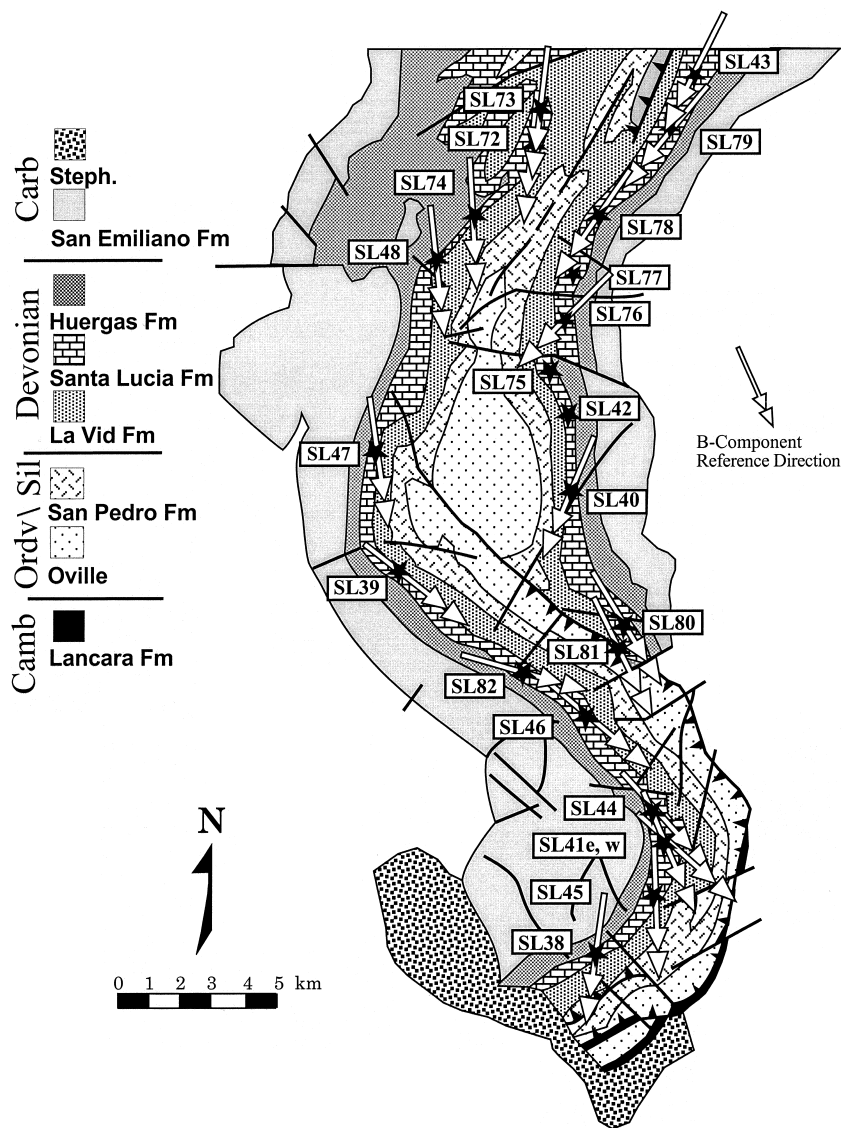 Carb
Steph.
San Emiliano Fm
Devonian
Huergas Fm
Santa Lucia Fm
La Vid Fm
Ordv\ Sil
San Pedro Fm
Oville
Camb
Lancara Fm
SL43
SL73
SL79
SL72
SL74
SL78
SL48
SL77
SL76
SL75
SL42
B-Component
Reference Direction
SL47
SL40
SL39
SL80
SL81
SL82
SL46
SL44
SL41e, w
SL45
SL38
N
0 1 2 3 4 5 km